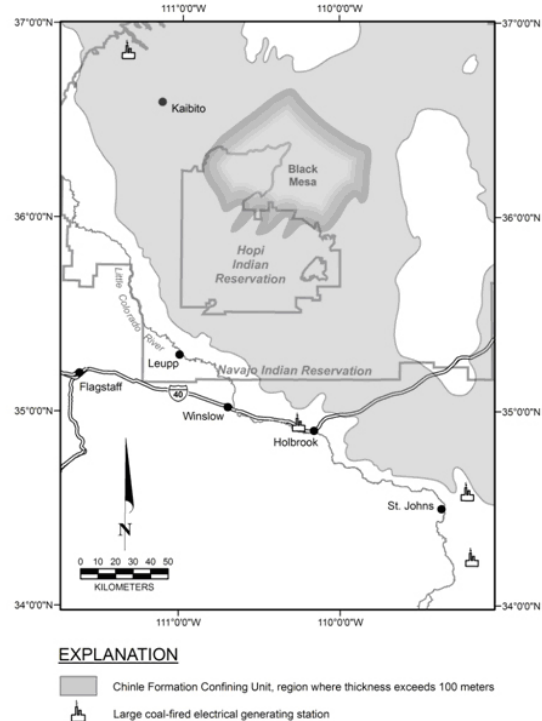 111°0'0"W
110°0'0"W
37°0'0"N
37°0'0"N
Kaibito
Black
Mesa
36°0'0"N
36°0'0"N
Hopi
Indian
Reservation
Little Colorado River
Leupp
Navajo Indian Reservation
Flagstaff
40
Winslow
35°0'0"N
35°0'0"N
Holbrook
St. Johns
N
0 10 20 30 40 50
KILOMETERS
34°0'0"N
34°0'0"N
111°0'0"W
110°0'0"W
EXPLANATION
Chinle Formation Confining Unit, region where thickness exceeds 100 meters
Large coal-fired electrical generating station